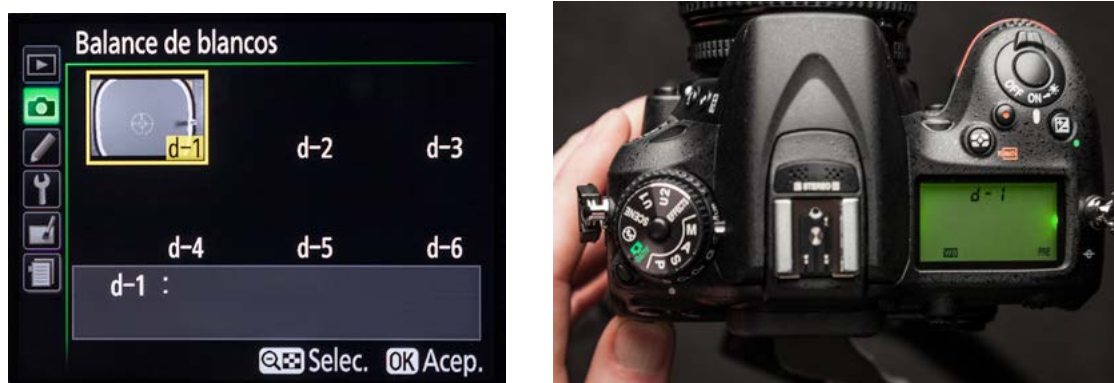 Balance de blancos
d-1
d-2
d-3
d-4
d-5
d-6
d-1 :
Selec.
OK Acep.
OFF ON
U1
U2
EFFECTS
SCENE
M
A
S
P
d-1
WB
PRE